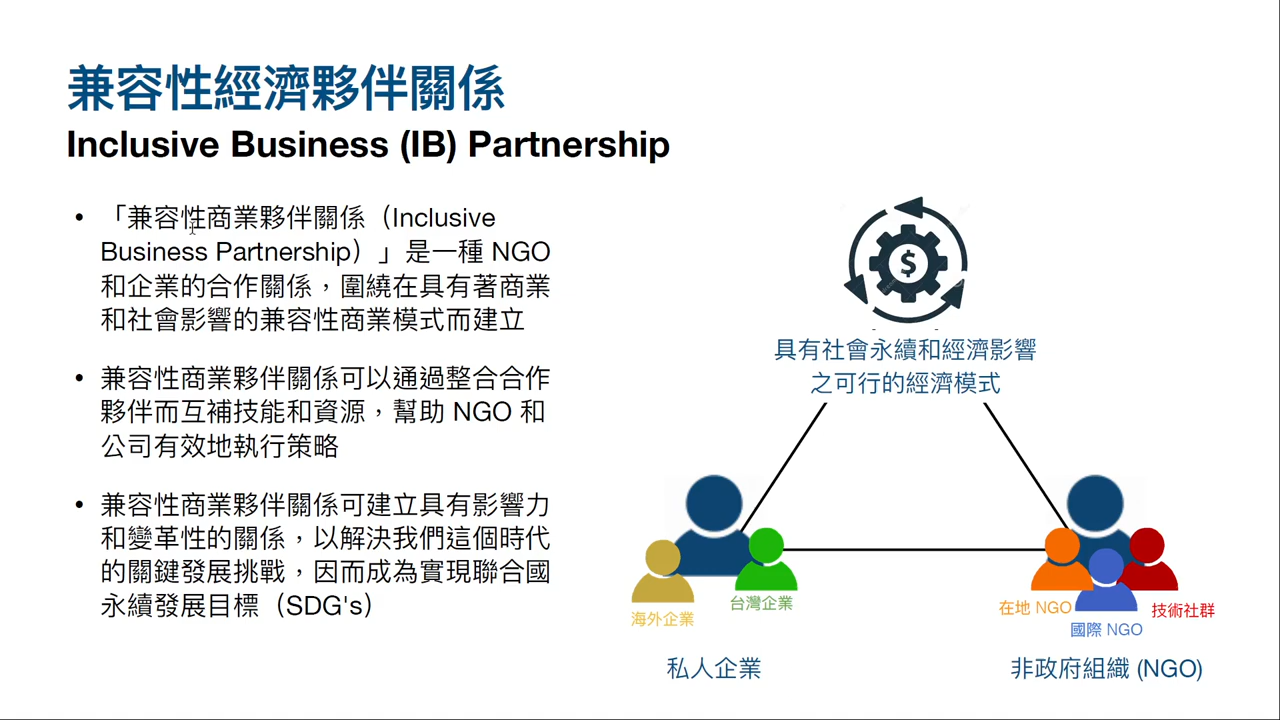 兼容性經濟夥伴關係
Inclusive Business (IB) Partnership
• 「兼容性商業夥伴關係（Inclusive
Business Partnership）」是一種 NGO
和企業的合作關係，圍繞在具有著商業
和社會影響的兼容性商業模式而建立
• 兼容性商業夥伴關係可以通過整合合作
夥伴而互補技能和資源，幫助 NGO 和
公司有效地執行策略
• 兼容性商業夥伴關係可建立具有影響力
和變革性的關係，以解決我們這個時代
的關鍵發展挑戰，因而成為實現聯合國
永續發展目標（SDG's）
$
具有社會永續和經濟影響
之可行的經濟模式
海外企業
台灣企業
私人企業
在地 NGO
國際 NGO
技術社群
非政府組織 (NGO)